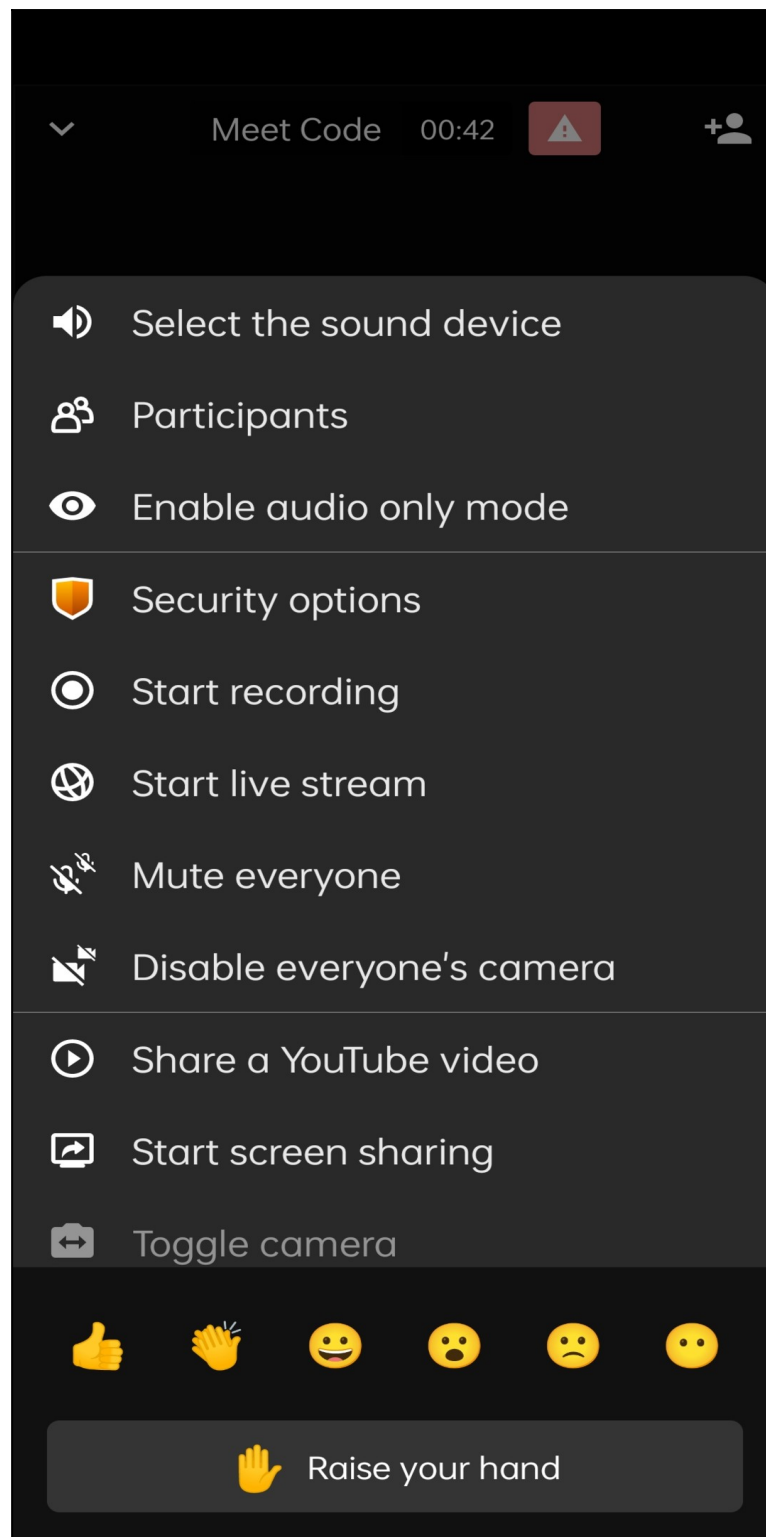 Meet Code 00:42
Select the sound device
Participants
Enable audio only mode
Security options
Start recording
Start live stream
Mute everyone
Disable everyone's camera
Share a YouTube video
Start screen sharing
Toggle camera
Raise your hand